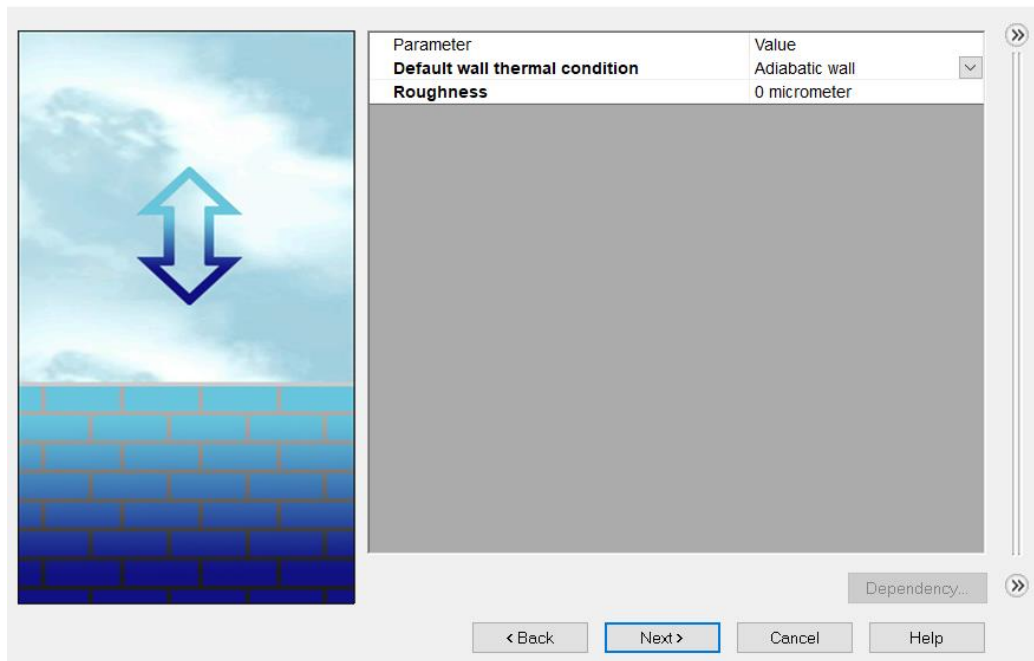 Parameter Value
Default wall thermal condition Adiabatic wall
Roughness 0 micrometer
Dependency...
< Back Next > Cancel Help